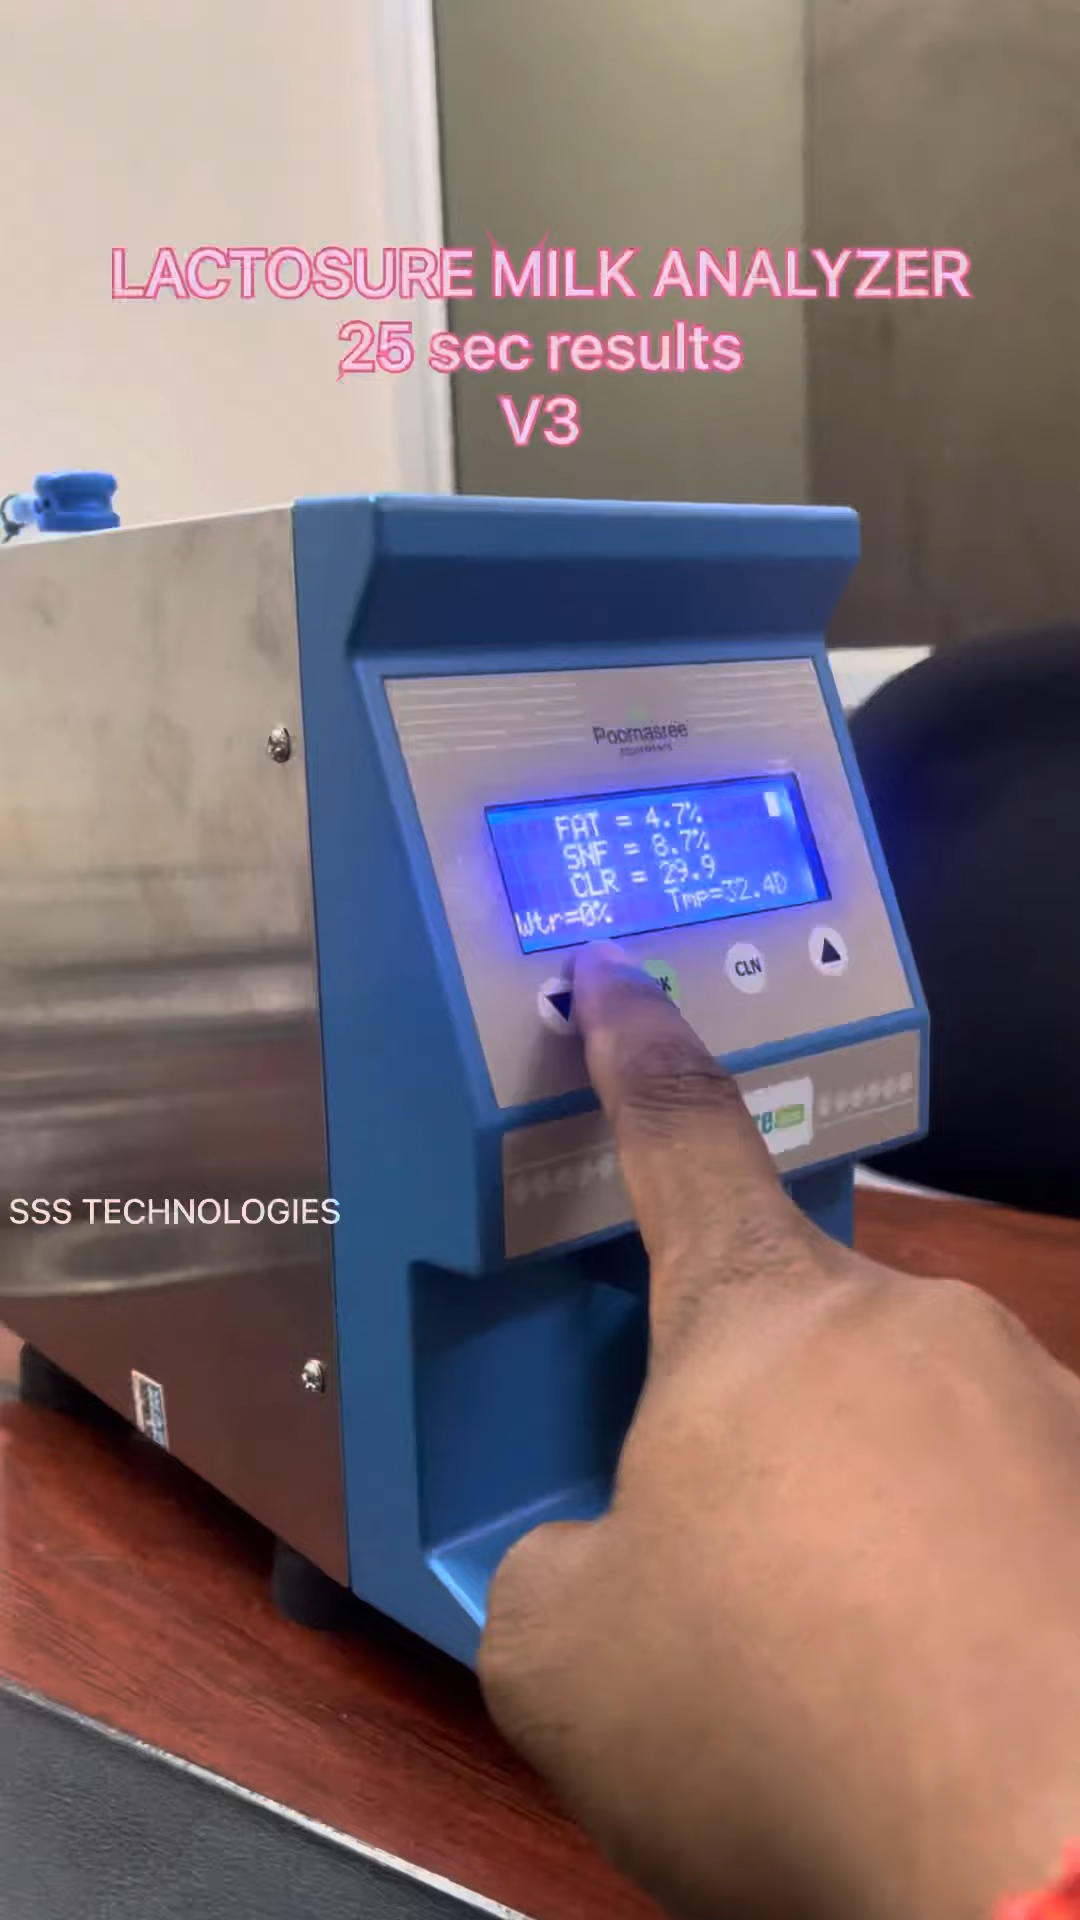 LACTOSURE MILK ANALYZER
25 sec results
V3
Poornasree
FAT = 4.7%
SNF = 8.7%
CLR = 29.9
Wtr=0% Tmp=32.4
CLN
SSS TECHNOLOGIES